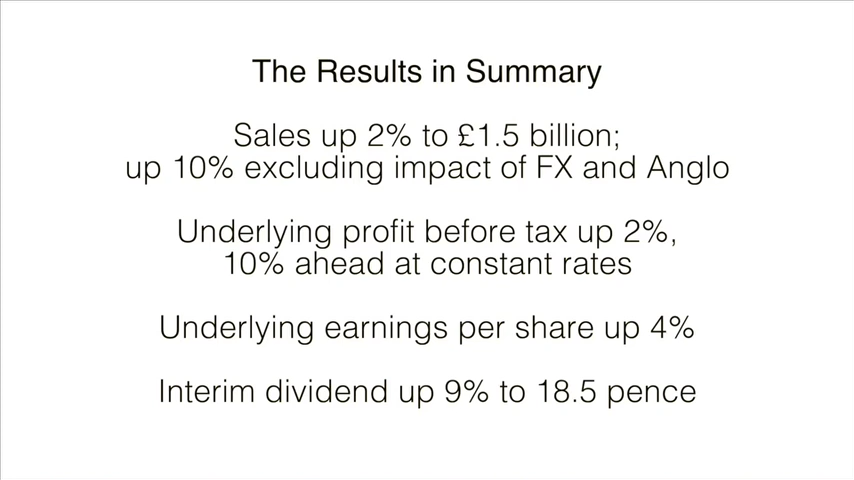 The Results in Summary
Sales up 2% to £1.5 billion;
up 10% excluding impact of FX and Anglo
Underlying profit before tax up 2%,
10% ahead at constant rates
Underlying earnings per share up 4%
Interim dividend up 9% to 18.5 pence